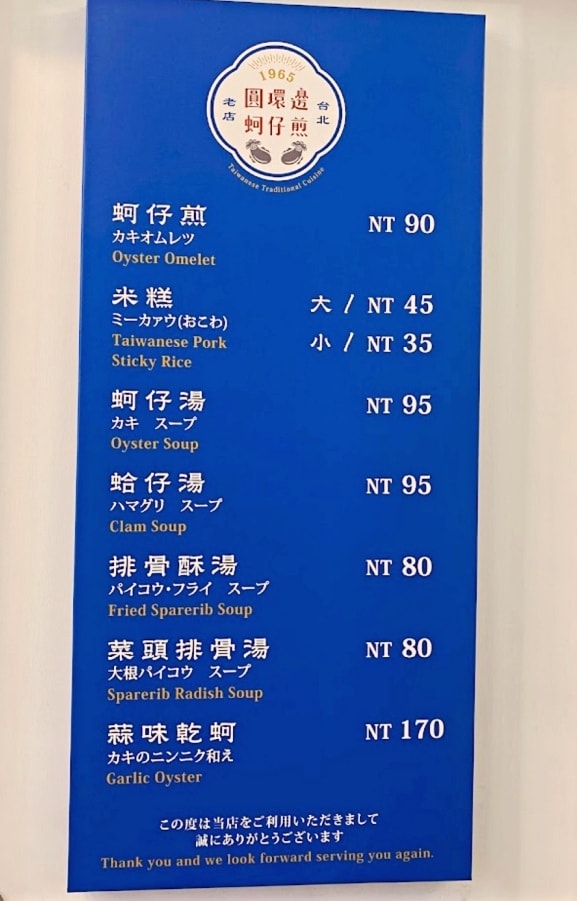 1965
圓環邊
蚵仔煎
老店
台北
Taiwanese Traditional Cuisine
蚵仔煎 NT 90
カキオムレツ
Oyster Omelet
米糕 大 / NT 45
ミーカァウ(おこわ)
Taiwanese Pork 小 / NT 35
Sticky Rice
蚵仔湯 NT 95
カキ スープ
Oyster Soup
蛤仔湯 NT 95
ハマグリ スープ
Clam Soup
排骨酥湯 NT 80
パイコウ・フライ スープ
Fried Sparerib Soup
菜頭排骨湯 NT 80
大根パイコウ スープ
Sparerib Radish Soup
蒜味乾蚵 NT 170
カキのニンニク和え
Garlic Oyster
この度は当店をご利用いただきまして
誠にありがとうございます
Thank you and we look forward serving you again.